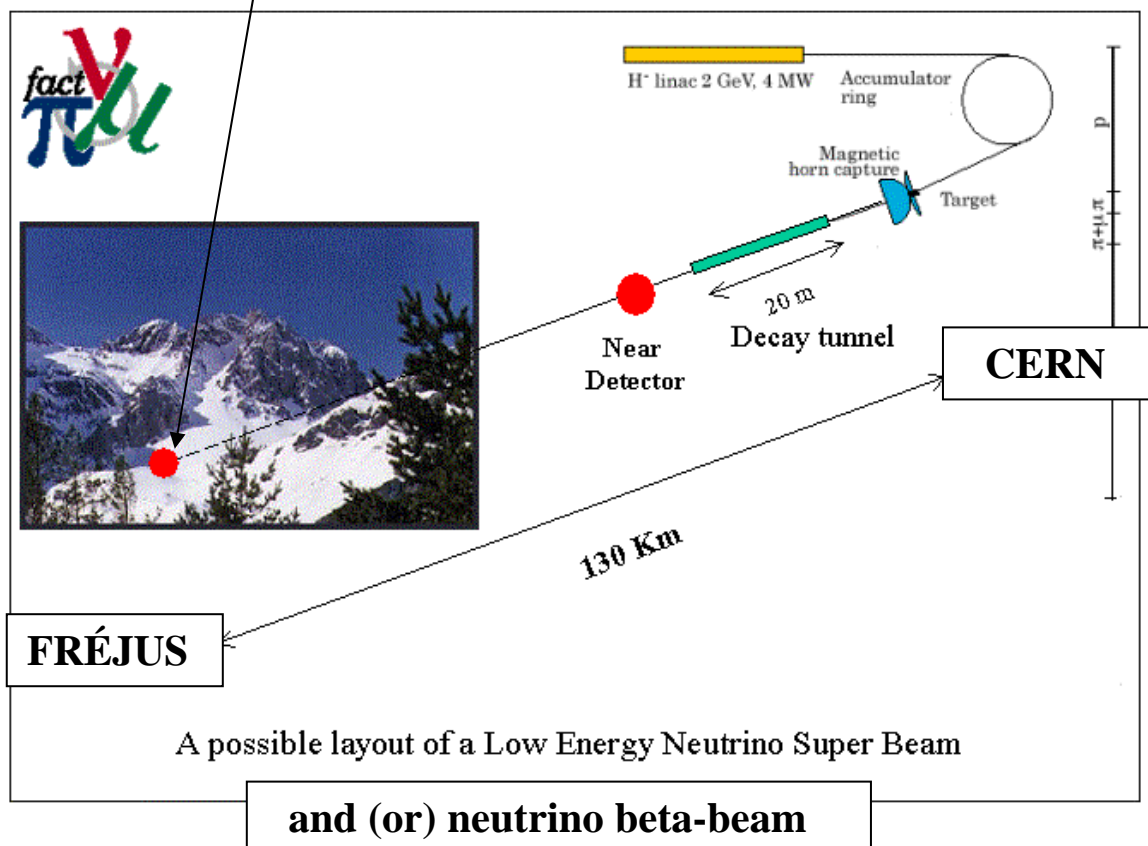 fact
ν
π
μ
H⁻ linac 2 GeV, 4 MW
Accumulator
ring
Magnetic
horn capture
Target
p
20 m
Decay tunnel
Near
Detector
CERN
130 Km
FRÉJUS
A possible layout of a Low Energy Neutrino Super Beam
and (or) neutrino beta-beam